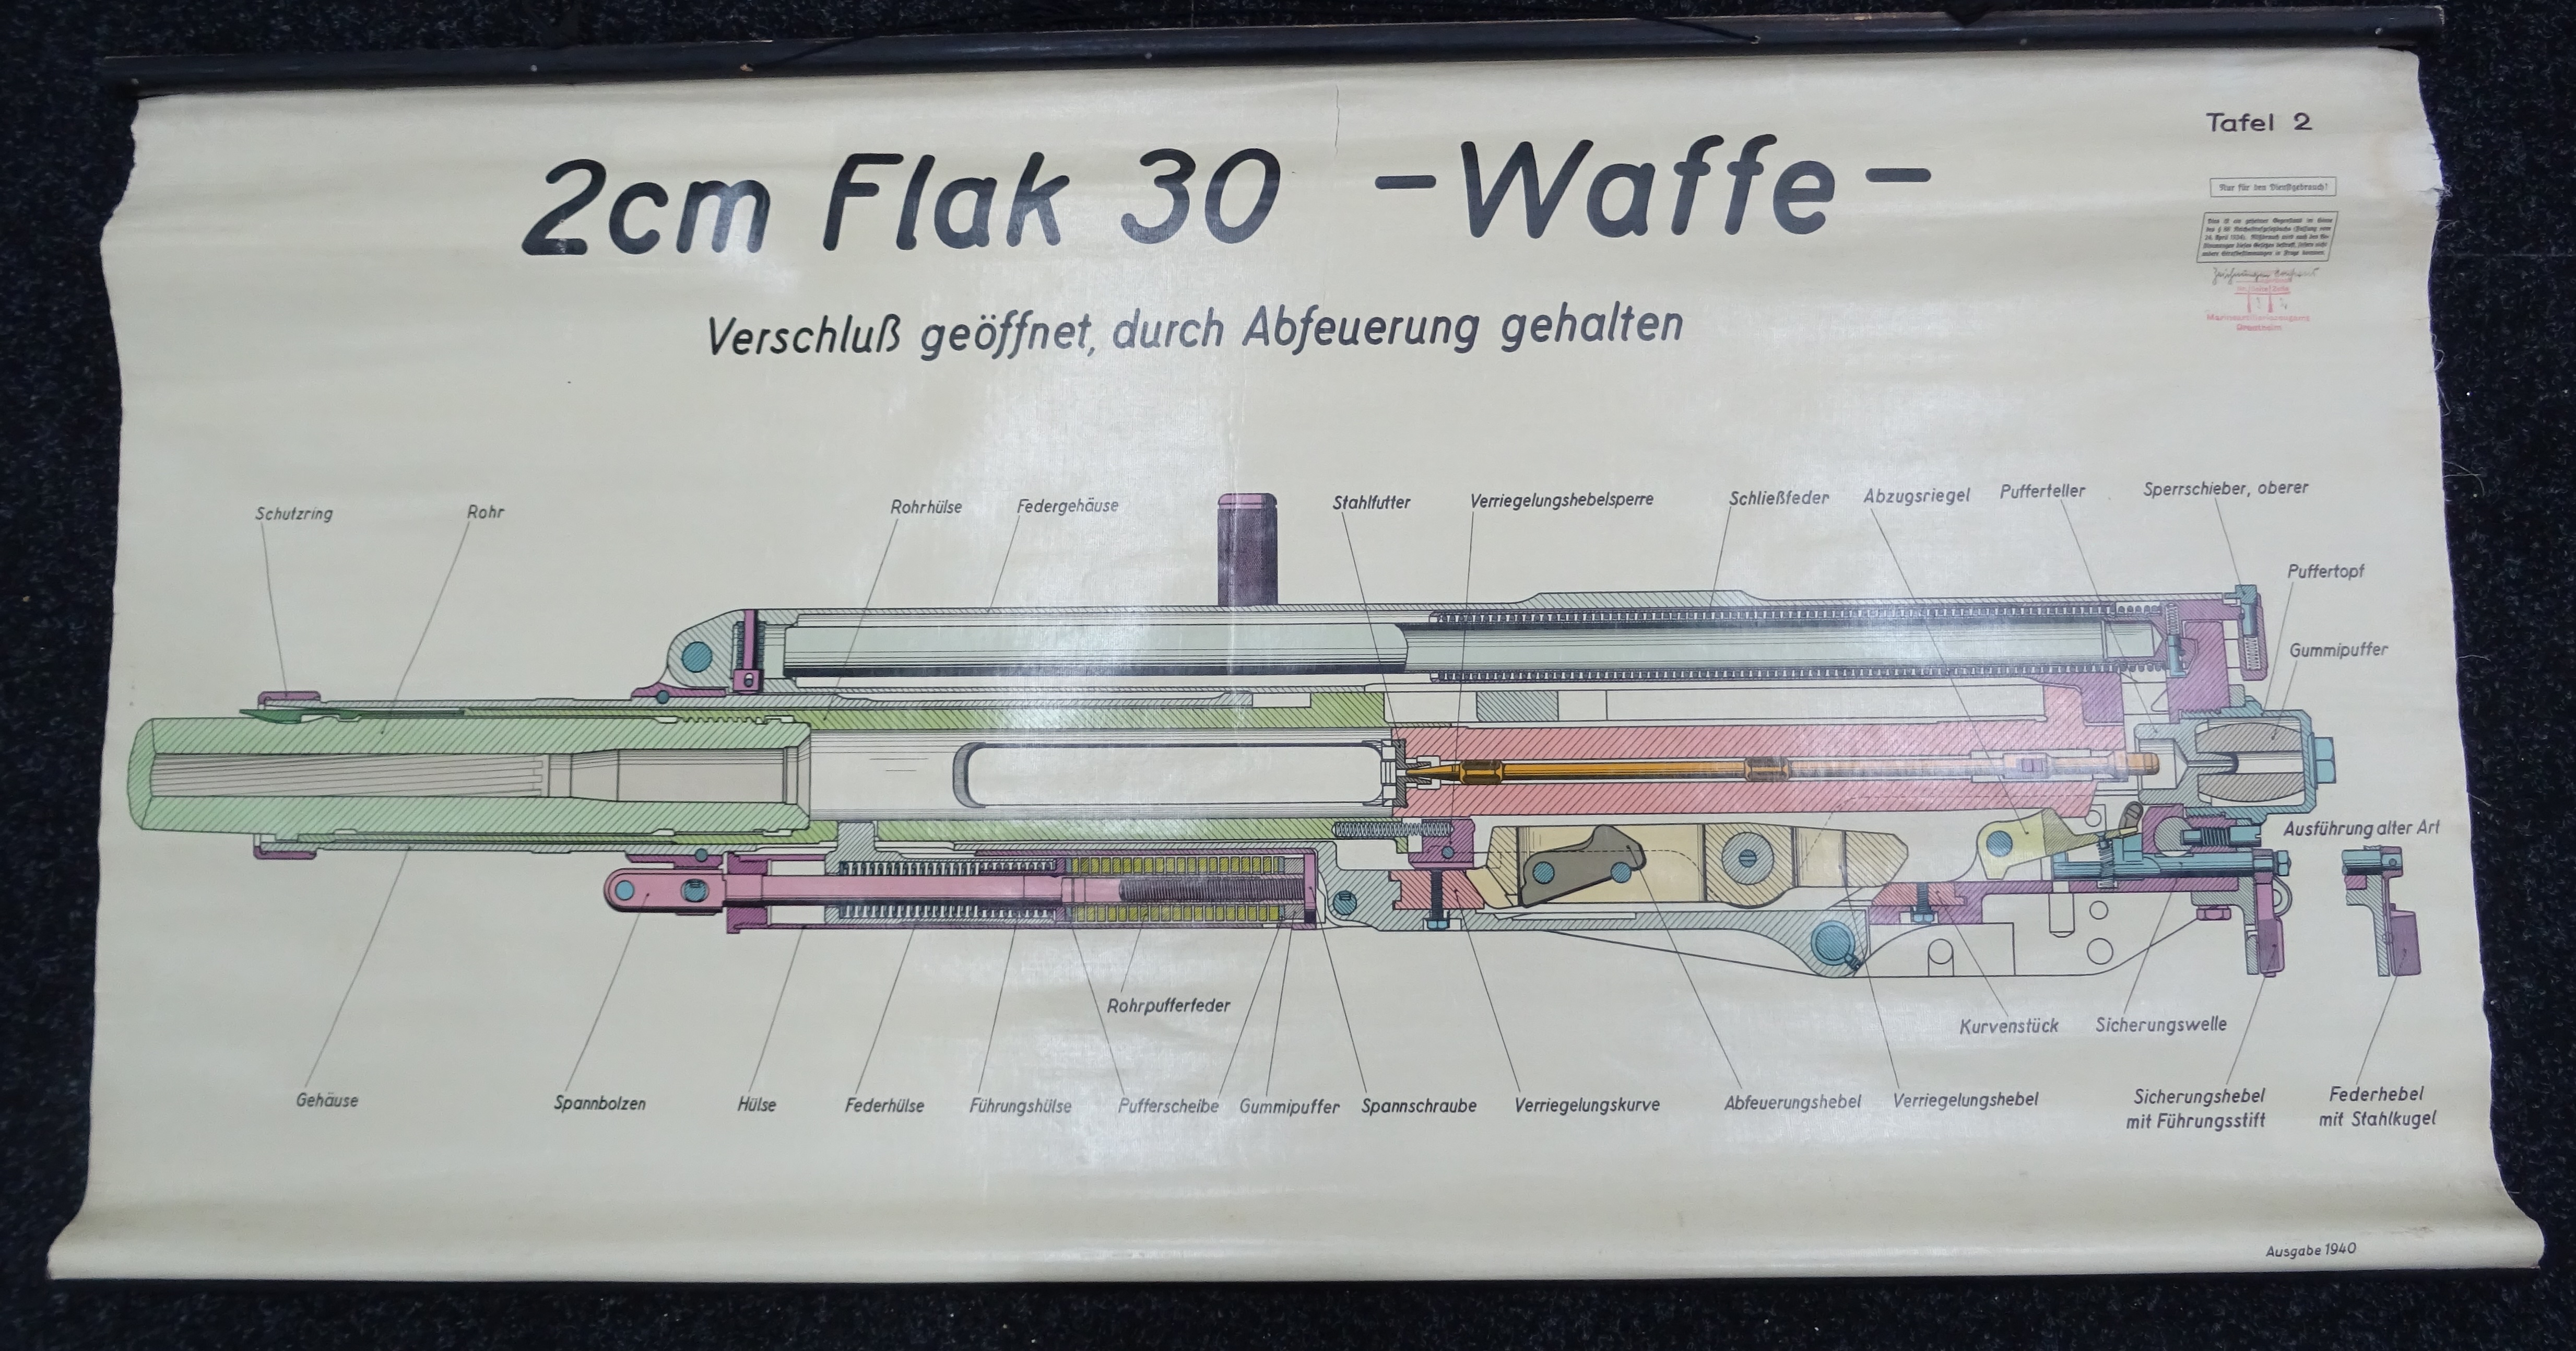 Tafel 2
2cm Flak 30 -Waffe-
Nur für den Dienstgebrauch!
Verschluß geöffnet, durch Abfeuerung gehalten
Schutzring
Rohr
Rohrhülse
Federgehäuse
Stahlfutter
Verriegelungshebelsperre
Schließfeder
Abzugsriegel
Pufferteller
Sperrschieber, oberer
Puffertopf
Gummipuffer
Ausführung alter Art
Rohrpufferfeder
Kurvenstück
Sicherungswelle
Gehäuse
Spannbolzen
Hülse
Federhülse
Führungshülse
Pufferscheibe
Gummipuffer
Spannschraube
Verriegelungskurve
Abfeuerungshebel
Verriegelungshebel
Sicherungshebel
mit Führungsstift
Federhebel
mit Stahlkugel
Ausgabe 1940